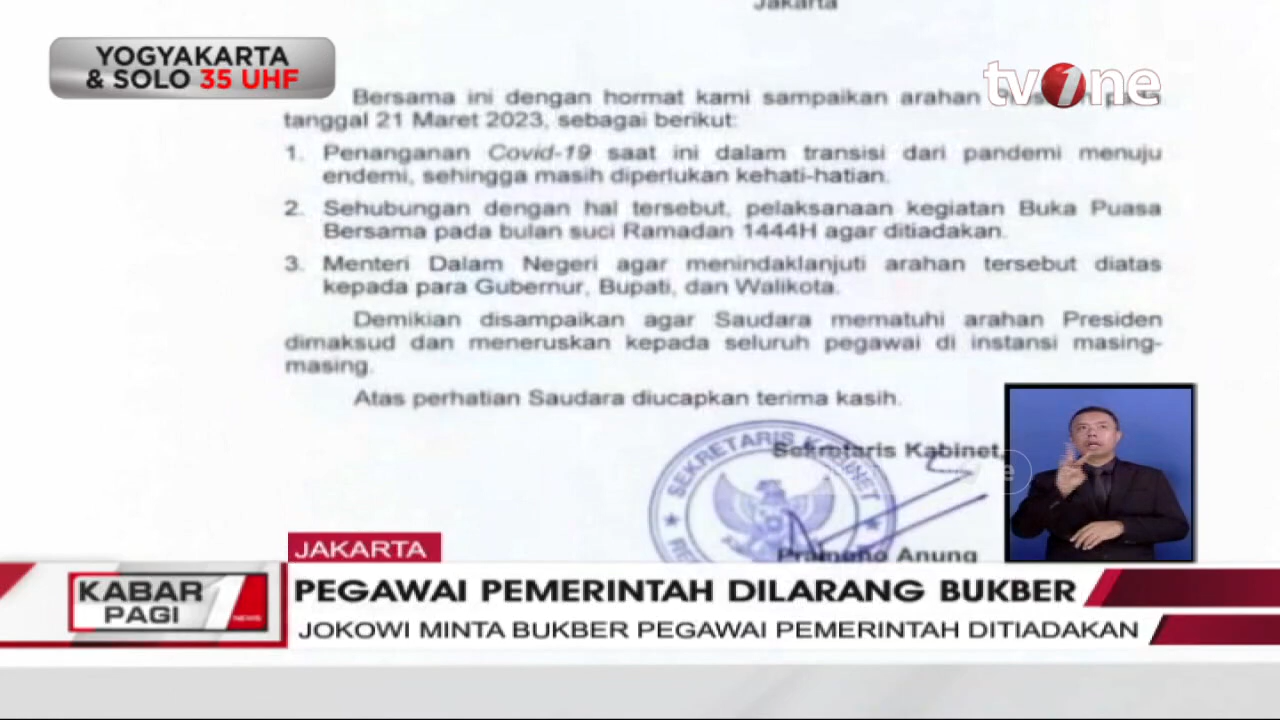 Jakarta
YOGYAKARTA
& SOLO 35 UHF
tvOne
Bersama ini dengan hormat kami sampaikan arahan
tanggal 21 Maret 2023, sebagai berikut:
1. Penanganan Covid-19 saat ini dalam transisi dari pandemi menuju
endemi, sehingga masih diperlukan kehati-hatian.
2. Sehubungan dengan hal tersebut, pelaksanaan kegiatan Buka Puasa
Bersama pada bulan suci Ramadan 1444H agar ditiadakan.
3. Menteri Dalam Negeri agar menindaklanjuti arahan tersebut diatas
kepada para Gubernur, Bupati, dan Walikota.
Demikian disampaikan agar Saudara mematuhi arahan Presiden
dimaksud dan meneruskan kepada seluruh pegawai di instansi masing-
masing.
Atas perhatian Saudara diucapkan terima kasih.
Sekretaris Kabinet,
SEKRETARIS KABINET
Pramono Anung
JAKARTA
KABAR
PAGI
NEWS
PEGAWAI PEMERINTAH DILARANG BUKBER
JOKOWI MINTA BUKBER PEGAWAI PEMERINTAH DITIADAKAN